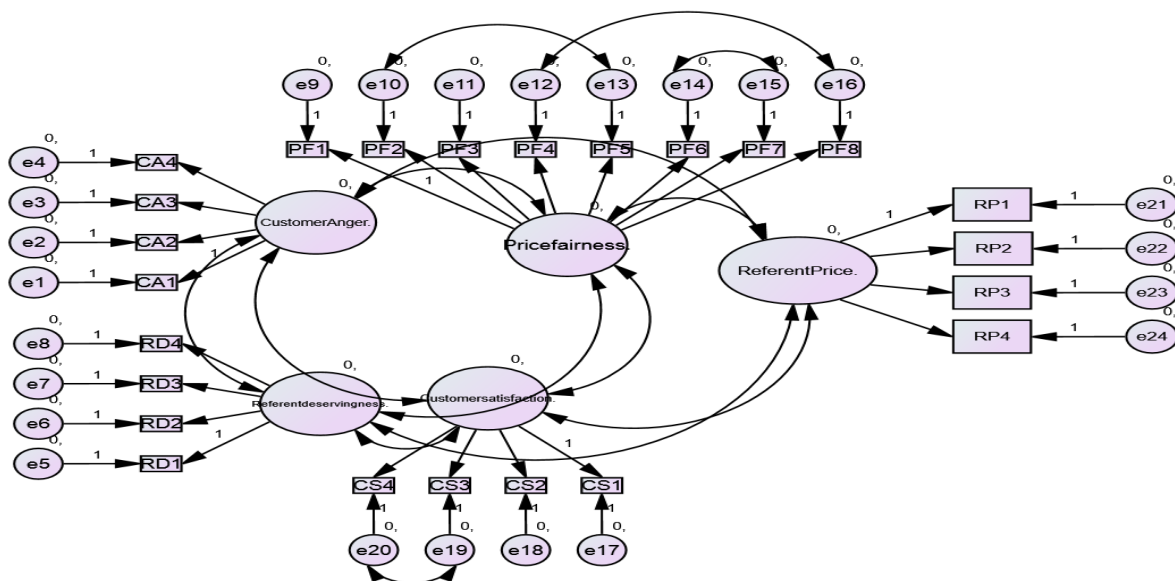 0, 0, 0, 0, 0, 0, 0, 0,
e9 e10 e11 e12 e13 e14 e15 e16
1 1 1 1 1 1 1 1
PF1 PF2 PF3 PF4 PF5 PF6 PF7 PF8
0,
e4 1 CA4
0,
e3 1 CA3
0,
e2 1 CA2
0,
e1 1 CA1
1
0,
CustomerAnger.
1
0,
Pricefairness.
0,
ReferentPrice.
1
RP1 1 e21
0,
RP2 1 e22
0,
RP3 1 e23
0,
RP4 1 e24
0,
0,
e8 1 RD4
0,
e7 1 RD3
0,
e6 1 RD2
0,
e5 1 RD1
1
0,
Referentdeservingness.
0,
Customersatisfaction.
1
CS4 CS3 CS2 CS1
1 1 1 1
0, 0, 0, 0,
e20 e19 e18 e17